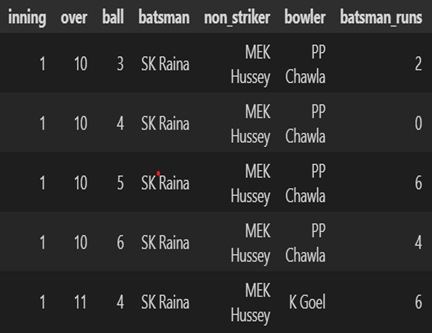 inning over ball batsman non_striker bowler batsman_runs
1 10 3 SK Raina MEK Hussey PP Chawla 2
1 10 4 SK Raina MEK Hussey PP Chawla 0
1 10 5 SK Raina MEK Hussey PP Chawla 6
1 10 6 SK Raina MEK Hussey PP Chawla 4
1 11 4 SK Raina MEK Hussey K Goel 6